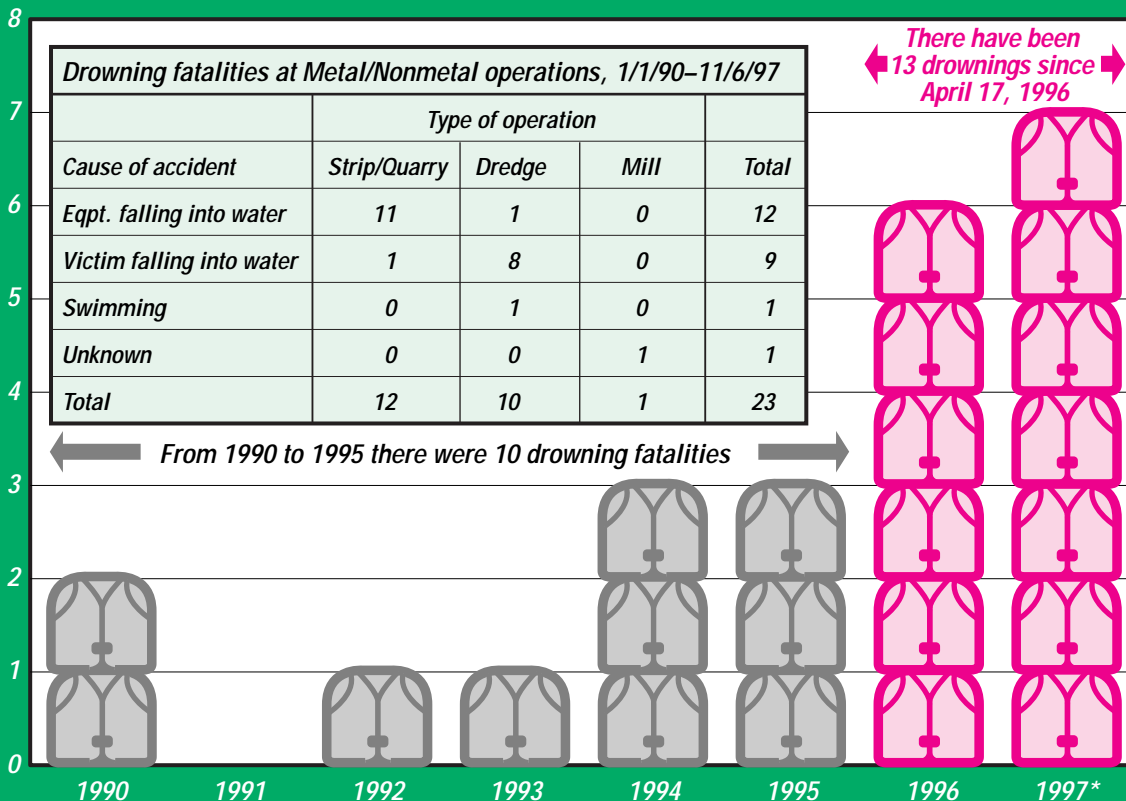 8
7
6
5
4
3
2
1
0
Drowning fatalities at Metal/Nonmetal operations, 1/1/90–11/6/97
Type of operation
Cause of accident Strip/Quarry Dredge Mill Total
Eqpt. falling into water 11 1 0 12
Victim falling into water 1 8 0 9
Swimming 0 1 0 1
Unknown 0 0 1 1
Total 12 10 1 23
There have been
13 drownings since
April 17, 1996
From 1990 to 1995 there were 10 drowning fatalities
1990 1991 1992 1993 1994 1995 1996 1997*